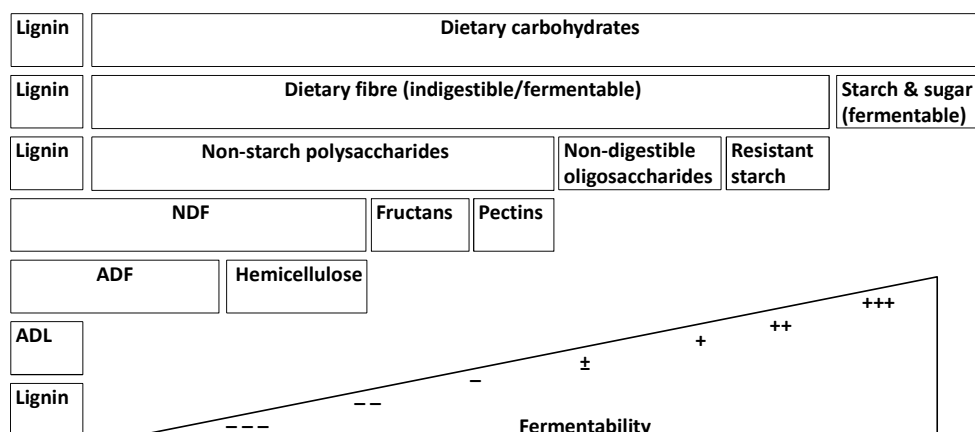 Lignin
Dietary carbohydrates
Lignin
Dietary fibre (indigestible/fermentable)
Starch & sugar
(fermentable)
Lignin
Non-starch polysaccharides
Non-digestible
oligosaccharides
Resistant
starch
NDF
Fructans
Pectins
ADF
Hemicellulose
ADL
Lignin
– – –
– –
–
±
+
++
+++
Fermentability